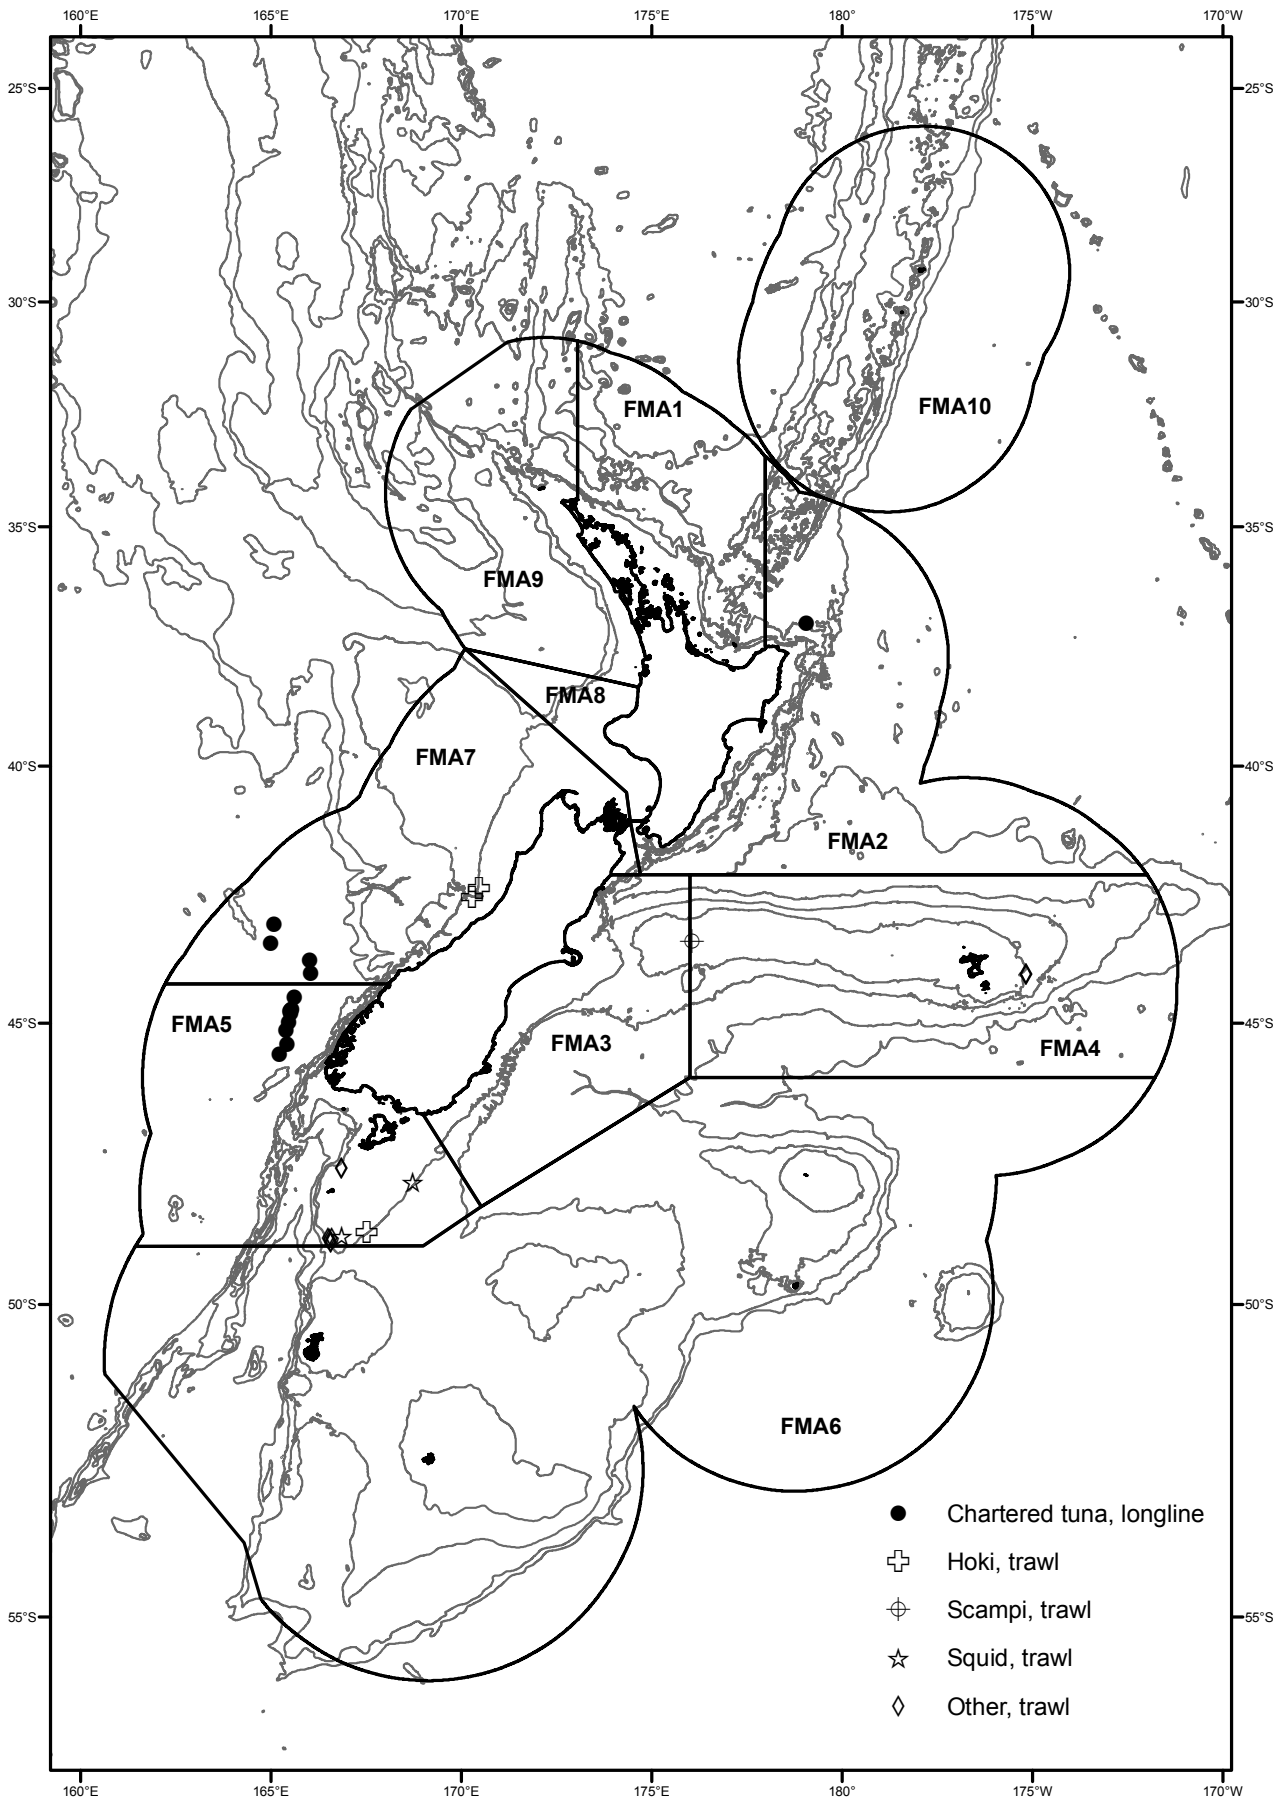 160°E 165°E 170°E 175°E 180° 175°W 170°W
25°S 25°S
30°S 30°S
FMA1
FMA10
35°S 35°S
FMA9
FMA8
FMA7
40°S 40°S
FMA2
FMA5
45°S 45°S
FMA3
FMA4
50°S 50°S
FMA6
Chartered tuna, longline
Hoki, trawl
Scampi, trawl
55°S 55°S
Squid, trawl
Other, trawl
160°E 165°E 170°E 175°E 180° 175°W 170°W